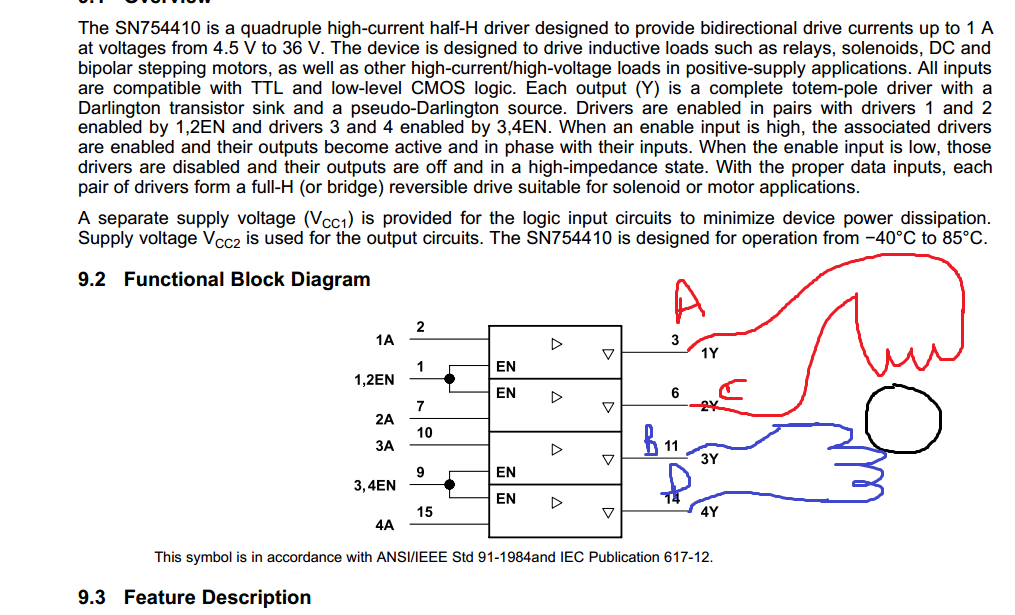 The SN754410 is a quadruple high-current half-H driver designed to provide bidirectional drive currents up to 1 A
at voltages from 4.5 V to 36 V. The device is designed to drive inductive loads such as relays, solenoids, DC and
bipolar stepping motors, as well as other high-current/high-voltage loads in positive-supply applications. All inputs
are compatible with TTL and low-level CMOS logic. Each output (Y) is a complete totem-pole driver with a
Darlington transistor sink and a pseudo-Darlington source. Drivers are enabled in pairs with drivers 1 and 2
enabled by 1,2EN and drivers 3 and 4 enabled by 3,4EN. When an enable input is high, the associated drivers
are enabled and their outputs become active and in phase with their inputs. When the enable input is low, those
drivers are disabled and their outputs are off and in a high-impedance state. With the proper data inputs, each
pair of drivers form a full-H (or bridge) reversible drive suitable for solenoid or motor applications.
A separate supply voltage (VCC1) is provided for the logic input circuits to minimize device power dissipation.
Supply voltage VCC2 is used for the output circuits. The SN754410 is designed for operation from −40°C to 85°C.
9.2 Functional Block Diagram
A
2
1A
3
1Y
1
EN
1,2EN
EN
6
C
2Y
7
2A
10
3A
B
11
3Y
9
EN
3,4EN
EN
D
14
4Y
15
4A
This symbol is in accordance with ANSI/IEEE Std 91-1984and IEC Publication 617-12.
9.3 Feature Description